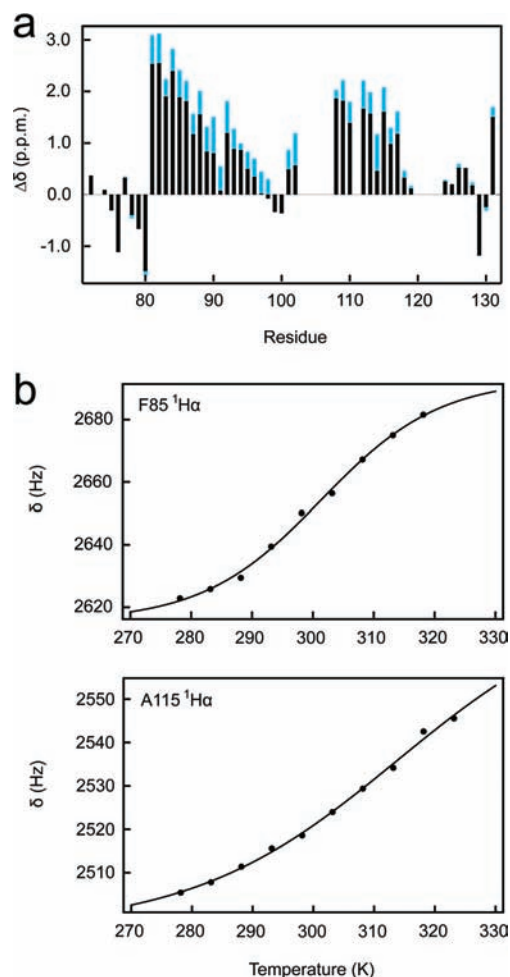 a
3.0
2.0
1.0
0.0
-1.0
Δδ (p.p.m.)
80 90 100 110 120 130
Residue
b
F85 ¹Hα
2680
2660
2640
2620
δ (Hz)
270 280 290 300 310 320 330
A115 ¹Hα
2550
2540
2530
2520
2510
δ (Hz)
270 280 290 300 310 320 330
Temperature (K)